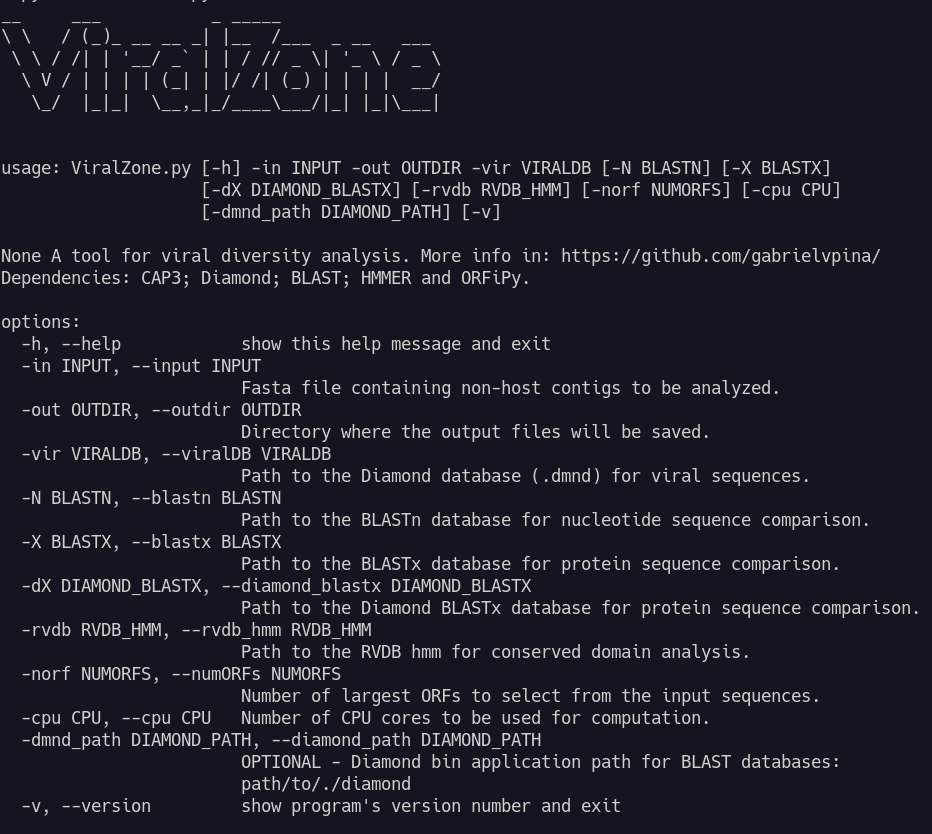 ViralZone
usage: ViralZone.py [-h] -in INPUT -out OUTDIR -vir VIRALDB [-N BLASTN] [-X BLASTX]
[-dX DIAMOND_BLASTX] [-rvdb RVDB_HMM] [-norf NUMORFS] [-cpu CPU]
[-dmnd_path DIAMOND_PATH] [-v]
None A tool for viral diversity analysis. More info in: https://github.com/gabrielvpina/
Dependencies: CAP3; Diamond; BLAST; HMMER and ORFiPy.
options:
-h, --help show this help message and exit
-in INPUT, --input INPUT
Fasta file containing non-host contigs to be analyzed.
-out OUTDIR, --outdir OUTDIR
Directory where the output files will be saved.
-vir VIRALDB, --viralDB VIRALDB
Path to the Diamond database (.dmnd) for viral sequences.
-N BLASTN, --blastn BLASTN
Path to the BLASTn database for nucleotide sequence comparison.
-X BLASTX, --blastx BLASTX
Path to the BLASTx database for protein sequence comparison.
-dX DIAMOND_BLASTX, --diamond_blastx DIAMOND_BLASTX
Path to the Diamond BLASTx database for protein sequence comparison.
-rvdb RVDB_HMM, --rvdb_hmm RVDB_HMM
Path to the RVDB hmm for conserved domain analysis.
-norf NUMORFS, --numORFs NUMORFS
Number of largest ORFs to select from the input sequences.
-cpu CPU, --cpu CPU Number of CPU cores to be used for computation.
-dmnd_path DIAMOND_PATH, --diamond_path DIAMOND_PATH
OPTIONAL - Diamond bin application path for BLAST databases:
path/to/./diamond
-v, --version show program's version number and exit